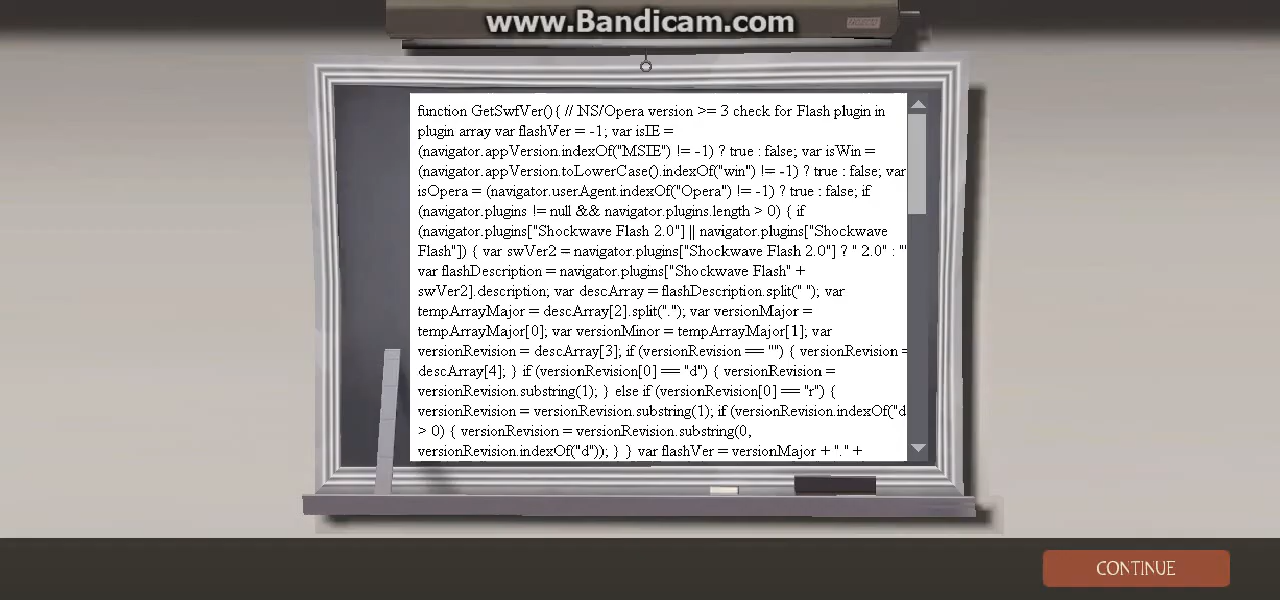 www.Bandicam.com
function GetSwfVer(){ // NS/Opera version >= 3 check for Flash plugin in
plugin array var flashVer = -1; var isIE =
(navigator.appVersion.indexOf("MSIE") != -1) ? true : false; var isWin =
(navigator.appVersion.toLowerCase().indexOf("win") != -1) ? true : false; var
isOpera = (navigator.userAgent.indexOf("Opera") != -1) ? true : false; if
(navigator.plugins != null && navigator.plugins.length > 0) { if
(navigator.plugins["Shockwave Flash 2.0"] || navigator.plugins["Shockwave
Flash"]) { var swVer2 = navigator.plugins["Shockwave Flash 2.0"] ? " 2.0" : ""
var flashDescription = navigator.plugins["Shockwave Flash" +
swVer2].description; var descArray = flashDescription.split(" "); var
tempArrayMajor = descArray[2].split("."); var versionMajor =
tempArrayMajor[0]; var versionMinor = tempArrayMajor[1]; var
versionRevision = descArray[3]; if (versionRevision == "") { versionRevision =
descArray[4]; } if (versionRevision[0] == "d") { versionRevision =
versionRevision.substring(1); } else if (versionRevision[0] == "r") {
versionRevision = versionRevision.substring(1); if (versionRevision.indexOf("d
> 0) { versionRevision = versionRevision.substring(0,
versionRevision.indexOf("d")); } } var flashVer = versionMajor + "." +
CONTINUE